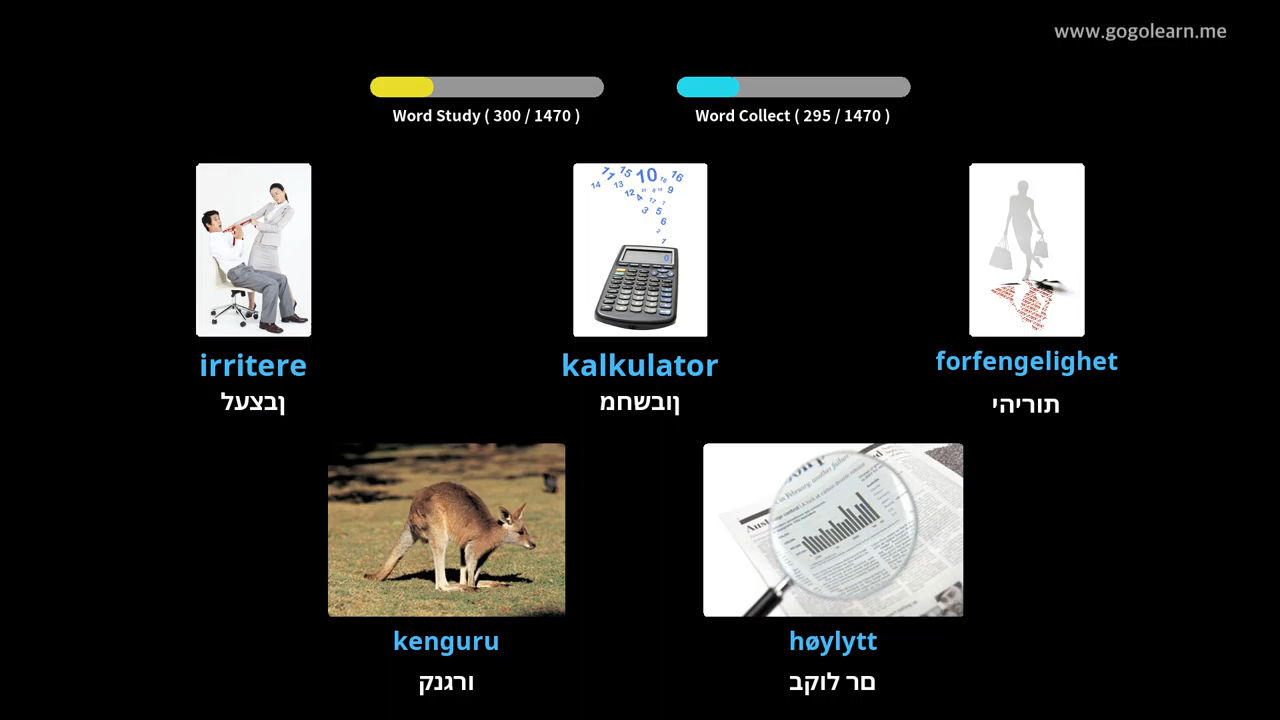 www.gogolearn.me
Word Study ( 300 / 1470 )
Word Collect ( 295 / 1470 )
irritere
ןבצעל
kalkulator
ןובשחמ
forfengelighet
תוריהי
kenguru
ורגנק
høylytt
םר לוקב